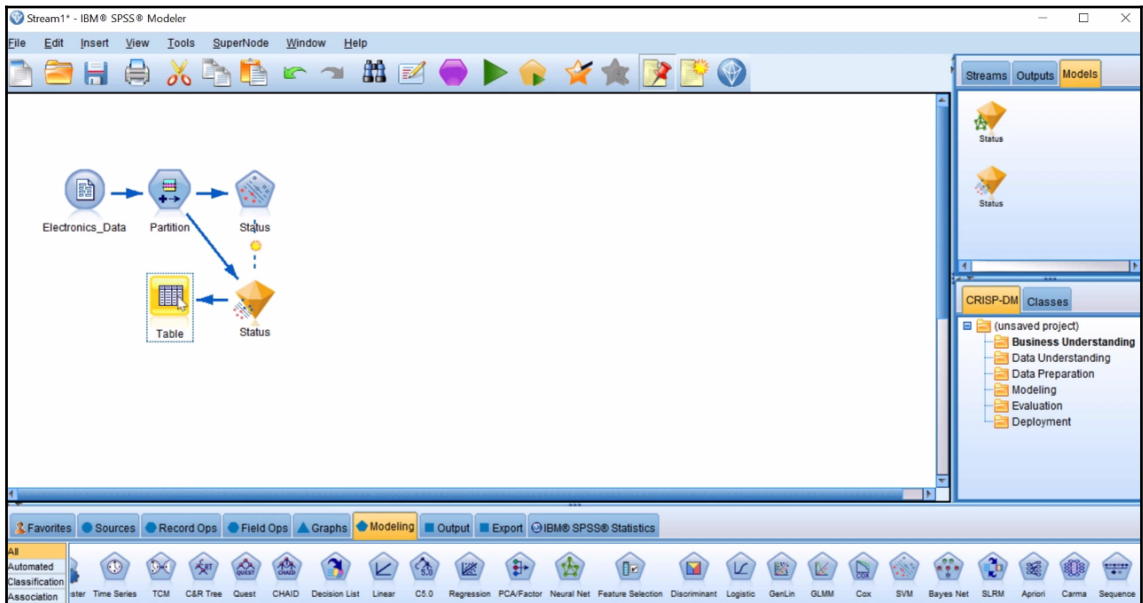 Stream1* - IBM® SPSS® Modeler
File Edit Insert View Tools SuperNode Window Help
Streams Outputs Models
Status
Status
Electronics_Data Partition Status
Table Status
CRISP-DM Classes
(unsaved project)
Business Understanding
Data Understanding
Data Preparation
Modeling
Evaluation
Deployment
Favorites Sources Record Ops Field Ops Graphs Modeling Output Export IBM® SPSS® Statistics
All
Automated
Classification
Association
ster Time Series TCM C&R Tree Quest CHAID Decision List Linear C5.0 Regression PCA/Factor Neural Net Feature Selection Discriminant Logistic GenLin GLMM Cox SVM Bayes Net SLRM Apriori Carma Sequence